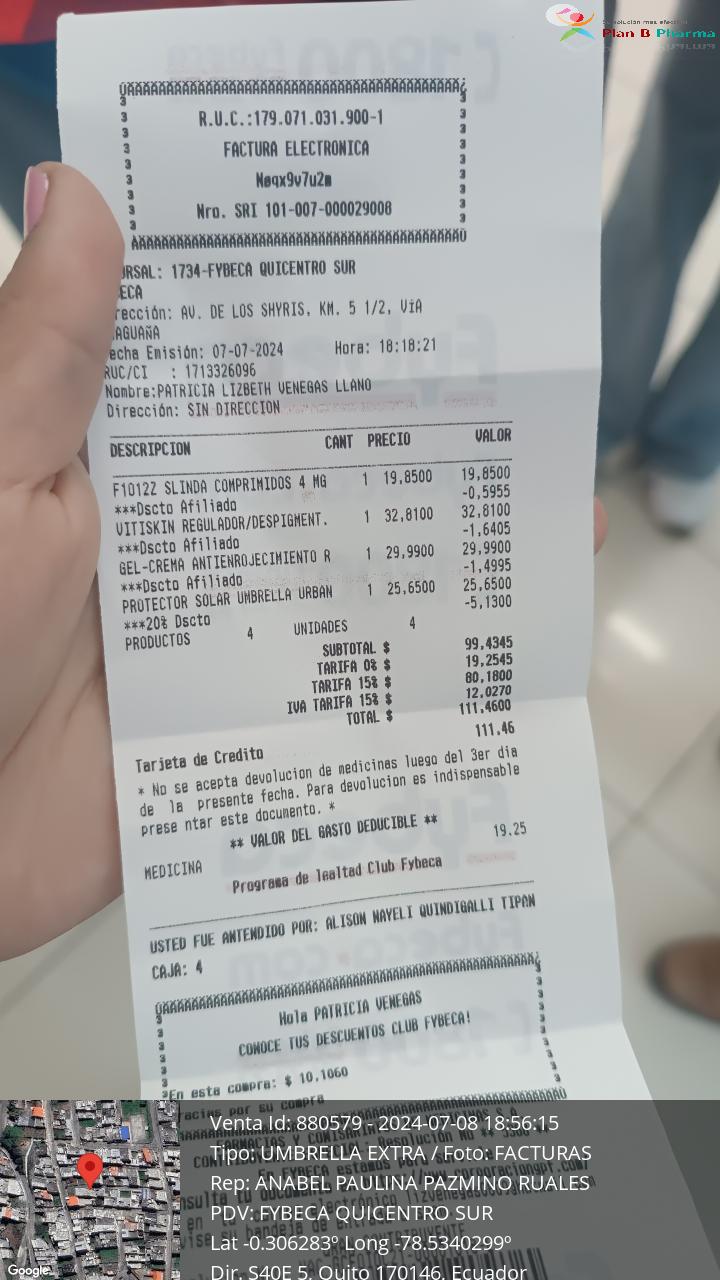 Plan B Pharma
R.U.C.:179.071.031.900-1
FACTURA ELECTRONICA
Nøqx9v7u2m
Nro. SRI 101-007-000029008
URSAL: 1734-FYBECA QUICENTRO SUR
ECA
rección: AV. DE LOS SHYRIS, KM. 5 1/2, VíA
AGUAñA
echa Emisión: 07-07-2024 Hora: 18:18:21
RUC/CI : 1713326096
Nombre:PATRICIA LIZBETH VENEGAS LLANO
Dirección: SIN DIRECCION
DESCRIPCION CANT PRECIO VALOR
F10122 SLINDA COMPRIMIDOS 4 MG 1 19,8500 19,8500
***Dscto Afiliado -0,5955
VITISKIN REGULADOR/DESPIGMENT. 1 32,8100 32,8100
***Dscto Afiliado -1,6405
GEL-CREMA ANTIENROJECIMIENTO R 1 29,9900 29,9900
***Dscto Afiliado -1,4995
PROTECTOR SOLAR UMBRELLA URBAN 1 25,6500 25,6500
***20% Dscto -5,1300
PRODUCTOS 4 UNIDADES 4
SUBTOTAL $ 99,4345
TARIFA 0% $ 19,2545
TARIFA 15% $ 80,1800
IVA TARIFA 15% $ 12,0270
TOTAL $ 111,4600
Tarjeta de Credito 111.46
* No se acepta devolucion de medicinas luego del 3er dia
de la presente fecha. Para devolucion es indispensable
prese ntar este documento. *
** VALOR DEL GASTO DEDUCIBLE **
MEDICINA 19.25
Programa de lealtad Club Fybeca
USTED FUE ANTENDIDO POR: ALISON NAYELI QUINDIGALLI TIPAN
CAJA: 4
Hola PATRICIA VENEGAS
CONOCE TUS DESCUENTOS CLUB FYBECA!
En esta compra: $ 10.1060
racias por su compra
Venta Id: 880579 - 2024-07-08 18:56:15
Tipo: UMBRELLA EXTRA / Foto: FACTURAS
Rep: ANABEL PAULINA PAZMINO RUALES
PDV: FYBECA QUICENTRO SUR
Lat -0.306283º Long -78.5340299º
Dir. S40E 5, Quito 170146, Ecuador
Google